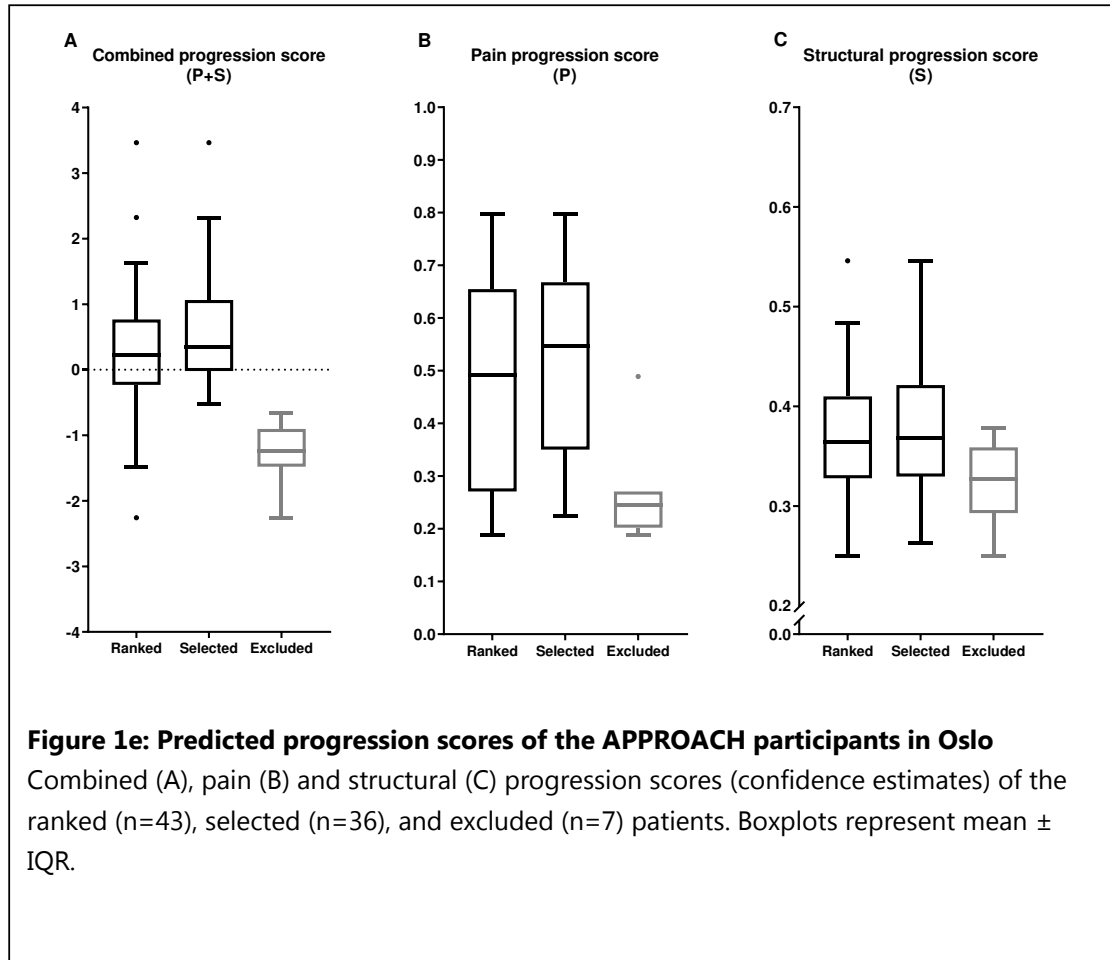 A
Combined progression score
(P+S)
4
3
2
1
0
-1
-2
-3
-4
Ranked Selected Excluded
B
Pain progression score
(P)
1.0
0.9
0.8
0.7
0.6
0.5
0.4
0.3
0.2
0.1
0.0
Ranked Selected Excluded
C
Structural progression score
(S)
0.7
0.6
0.5
0.4
0.3
0.2
0.0
Ranked Selected Excluded
Figure 1e: Predicted progression scores of the APPROACH participants in Oslo
Combined (A), pain (B) and structural (C) progression scores (confidence estimates) of the
ranked (n=43), selected (n=36), and excluded (n=7) patients. Boxplots represent mean ±
IQR.